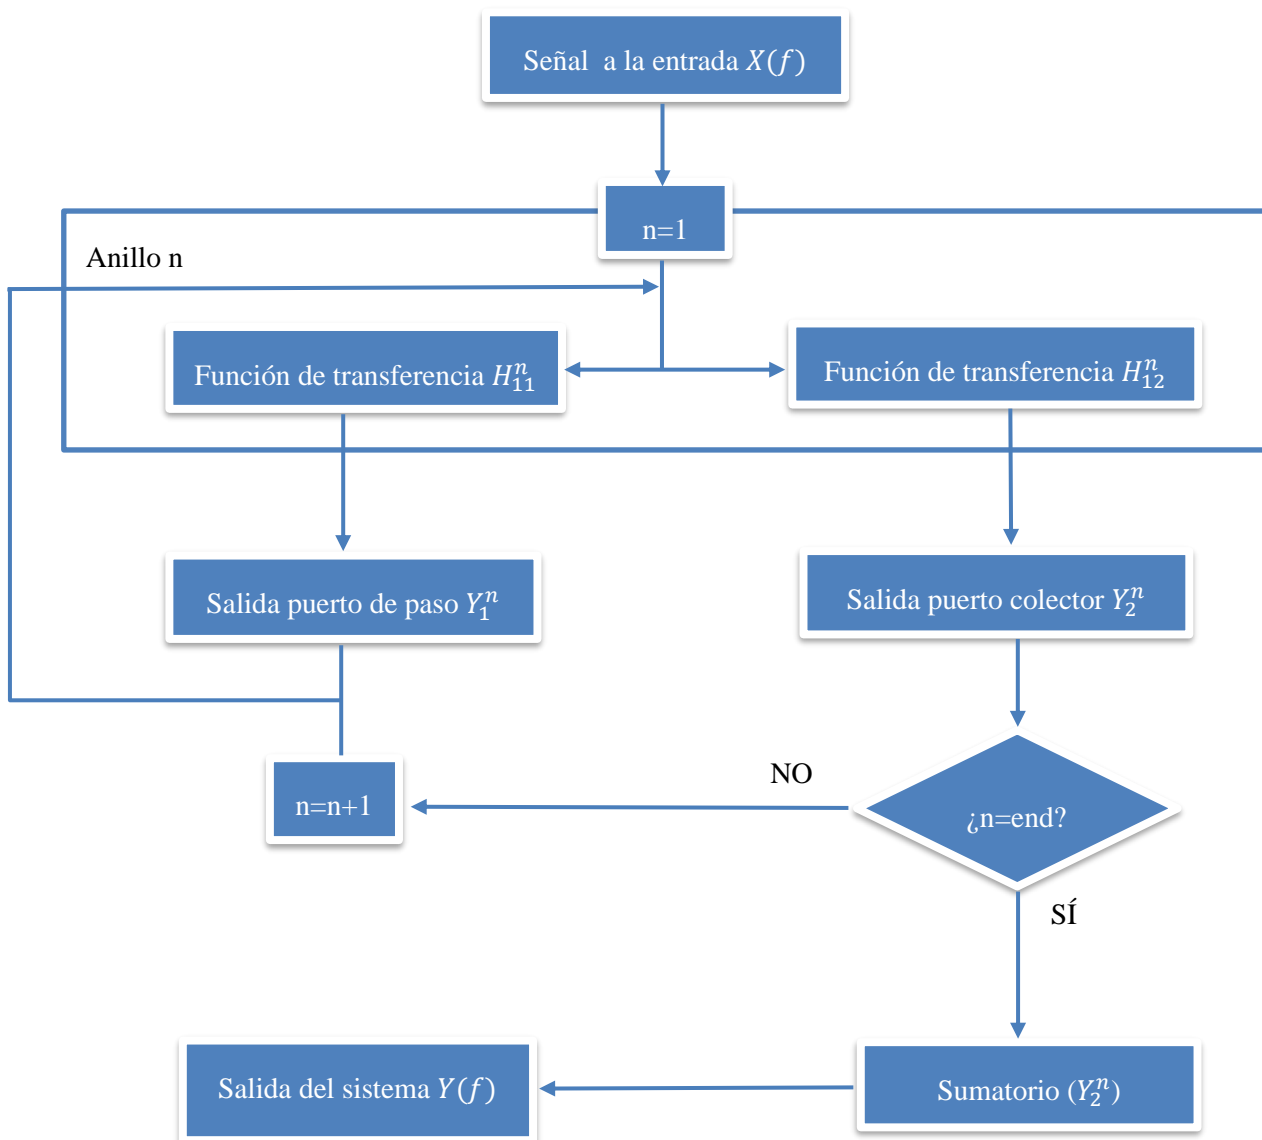 Señal a la entrada X(f)
n=1
Anillo n
Función de transferencia H₁₁ⁿ
Función de transferencia H₁₂ⁿ
Salida puerto de paso Y₁ⁿ
Salida puerto colector Y₂ⁿ
NO
n=n+1
¿n=end?
SÍ
Salida del sistema Y(f)
Sumatorio (Y₂ⁿ)